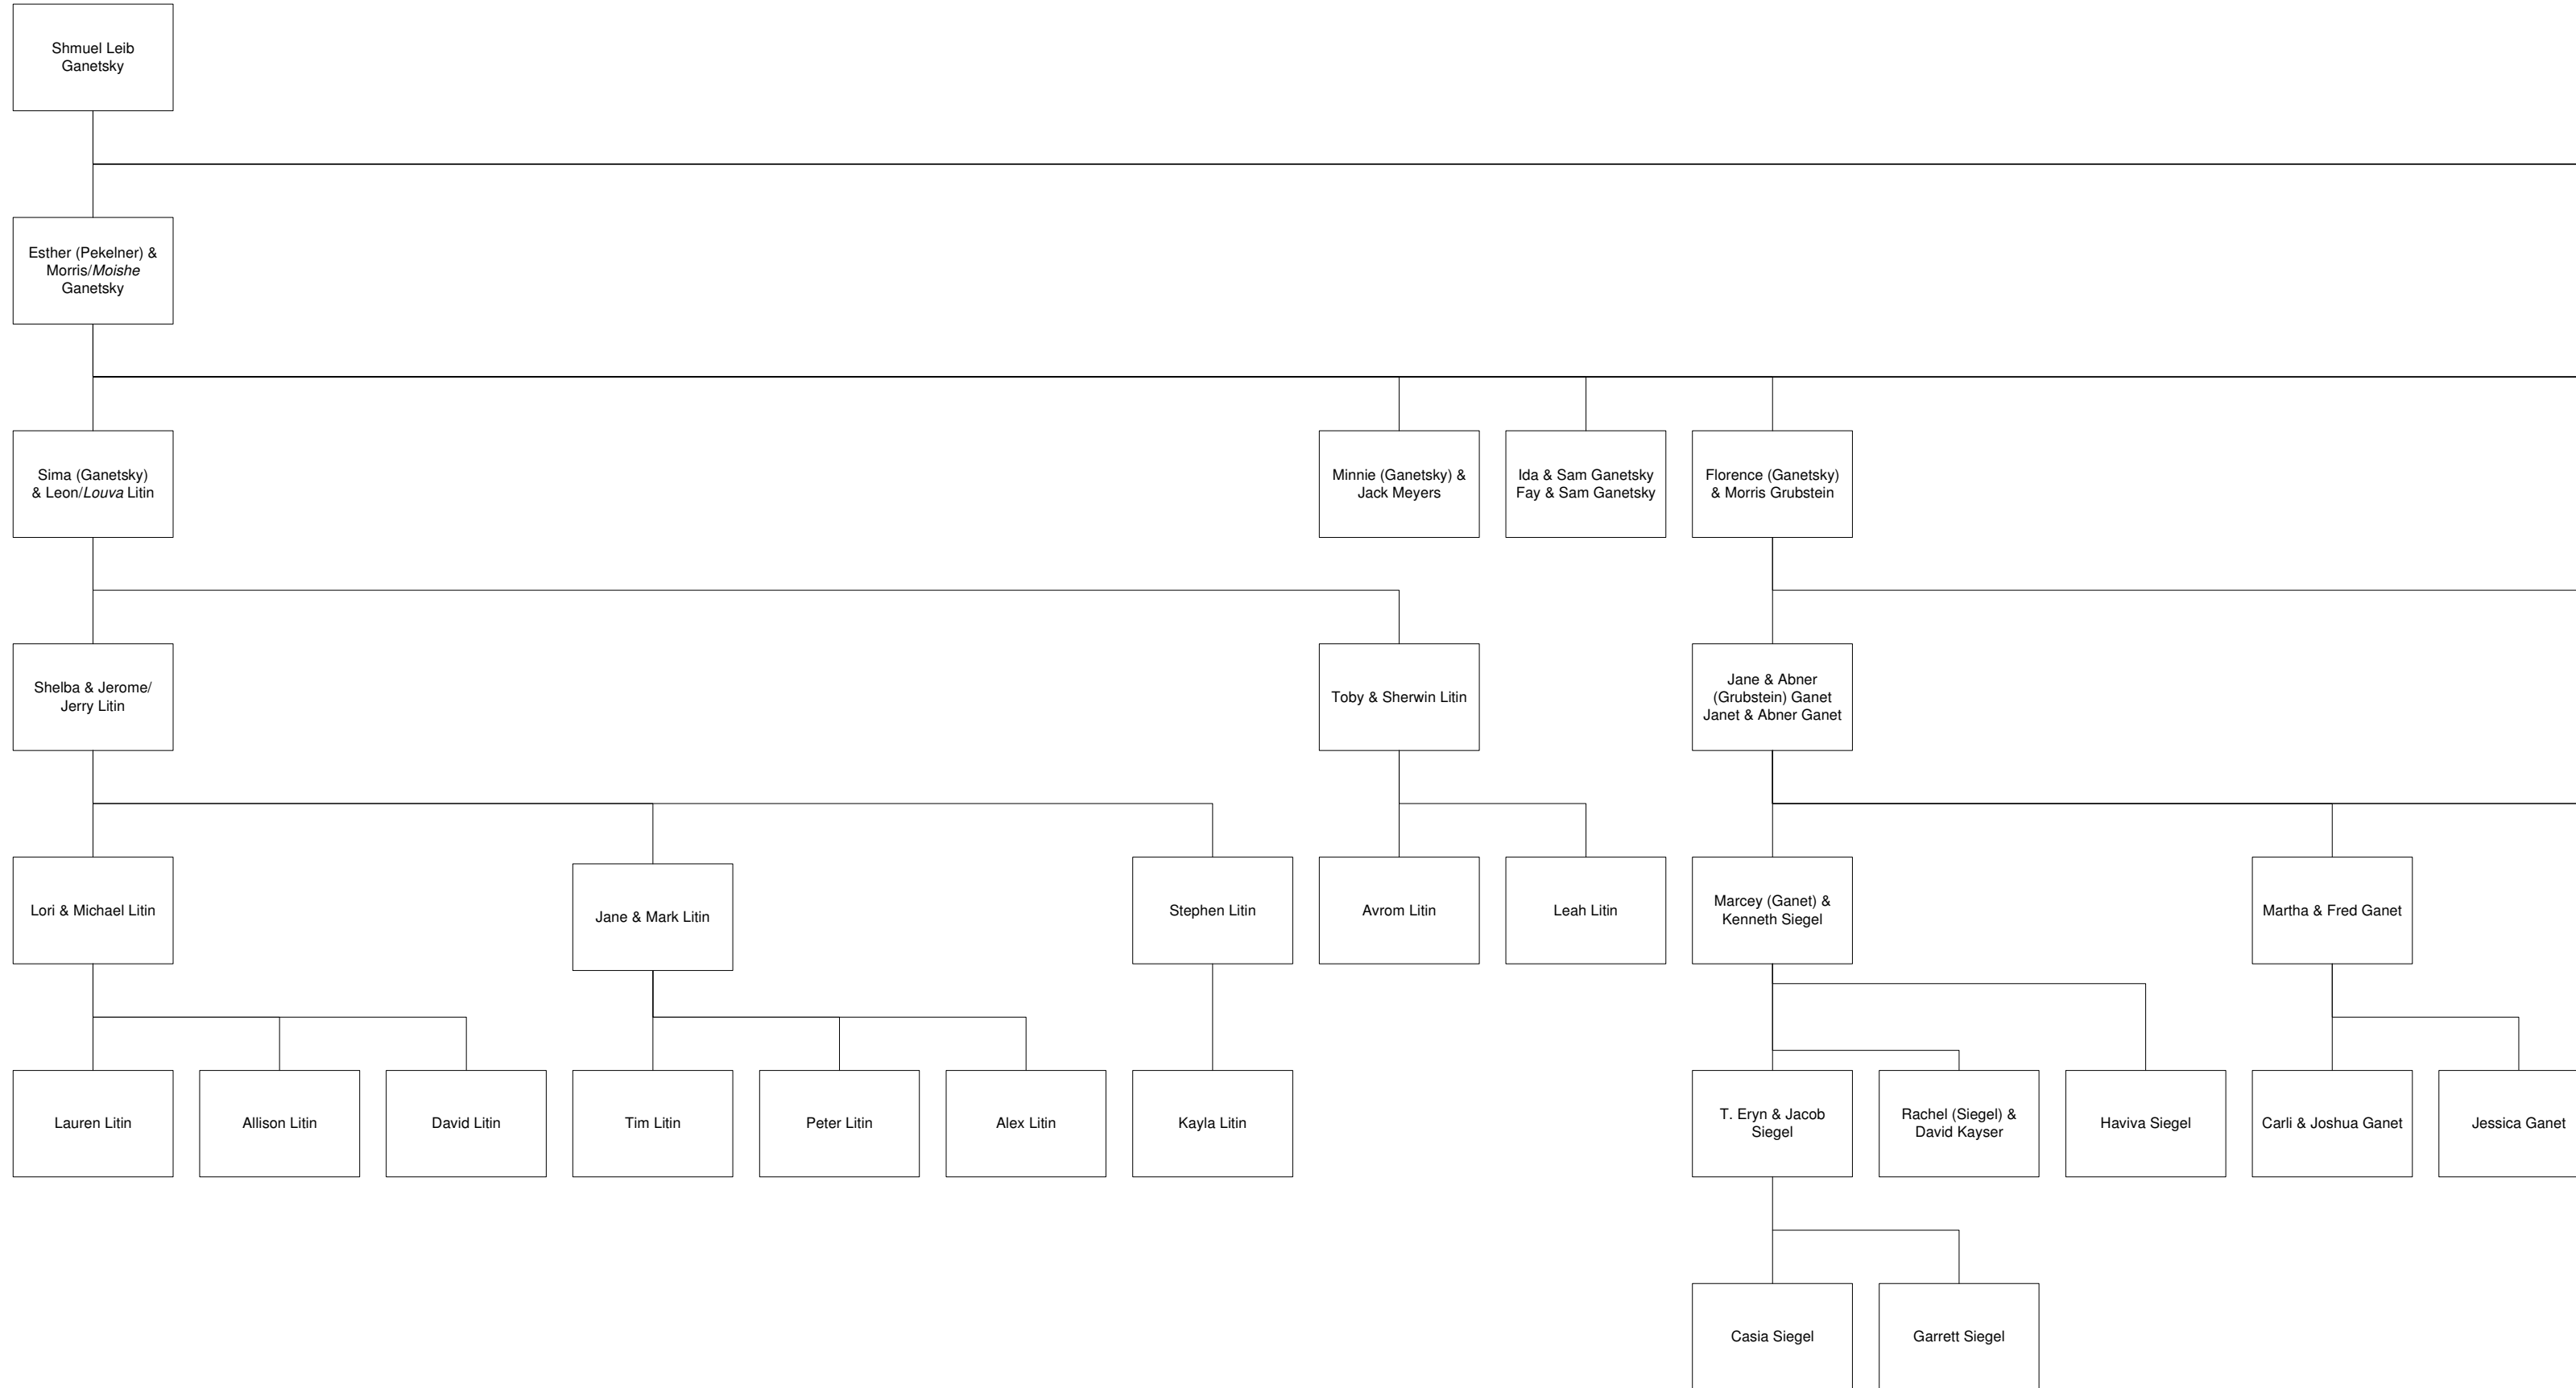 Shmuel Leib
Ganetsky
Esther (Pekelner) &
Morris/Moishe
Ganetsky
Sima (Ganetsky)
& Leon/Louva Litin
Minnie (Ganetsky) &
Jack Meyers
Ida & Sam Ganetsky
Fay & Sam Ganetsky
Florence (Ganetsky)
& Morris Grubstein
Shelba & Jerome/
Jerry Litin
Toby & Sherwin Litin
Jane & Abner
(Grubstein) Ganet
Janet & Abner Ganet
Lori & Michael Litin
Jane & Mark Litin
Stephen Litin
Avrom Litin
Leah Litin
Marcey (Ganet) &
Kenneth Siegel
Martha & Fred Ganet
Lauren Litin
Allison Litin
David Litin
Tim Litin
Peter Litin
Alex Litin
Kayla Litin
T. Eryn & Jacob
Siegel
Rachel (Siegel) &
David Kayser
Haviva Siegel
Carli & Joshua Ganet
Jessica Ganet
Casia Siegel
Garrett Siegel